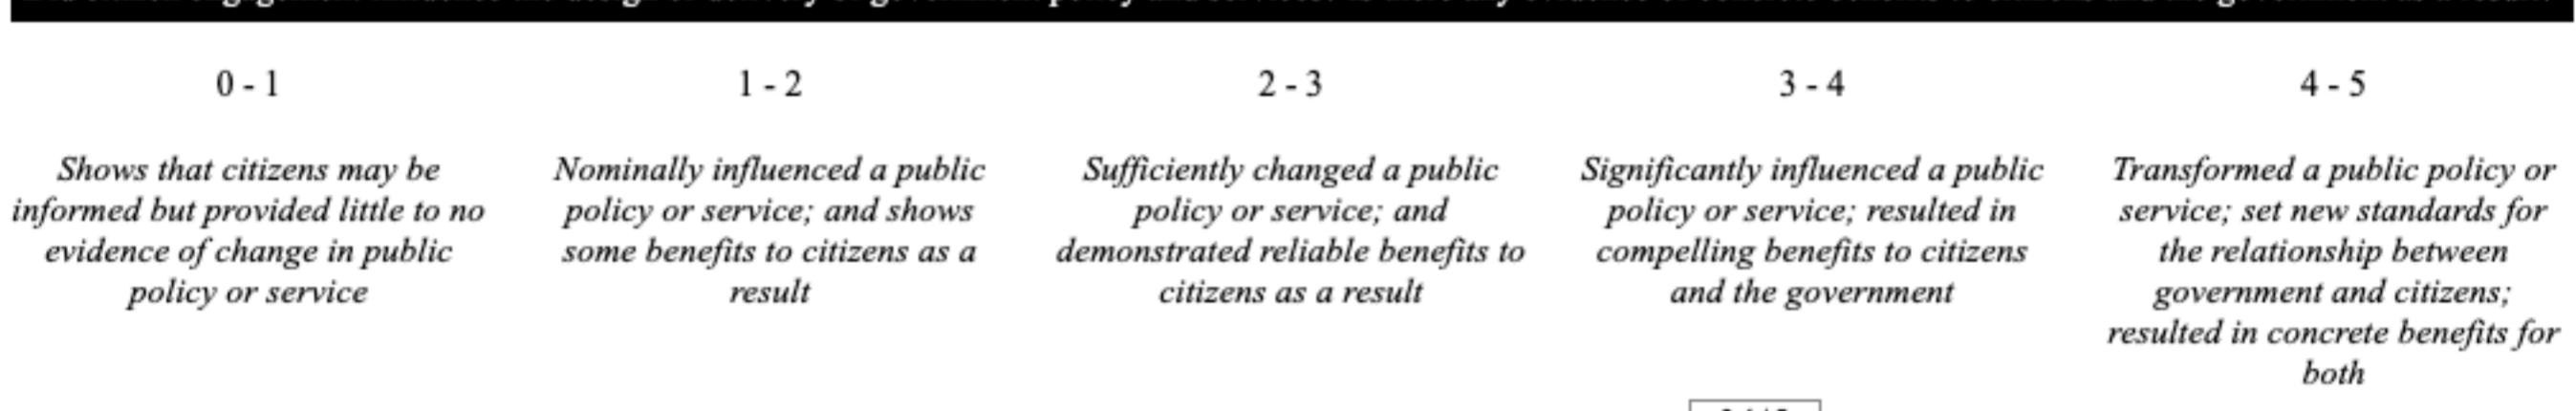 0 - 1
1 - 2
2 - 3
3 - 4
4 - 5
Shows that citizens may be
informed but provided little to no
evidence of change in public
policy or service
Nominally influenced a public
policy or service; and shows
some benefits to citizens as a
result
Sufficiently changed a public
policy or service; and
demonstrated reliable benefits to
citizens as a result
Significantly influenced a public
policy or service; resulted in
compelling benefits to citizens
and the government
Transformed a public policy or
service; set new standards for
the relationship between
government and citizens;
resulted in concrete benefits for
both